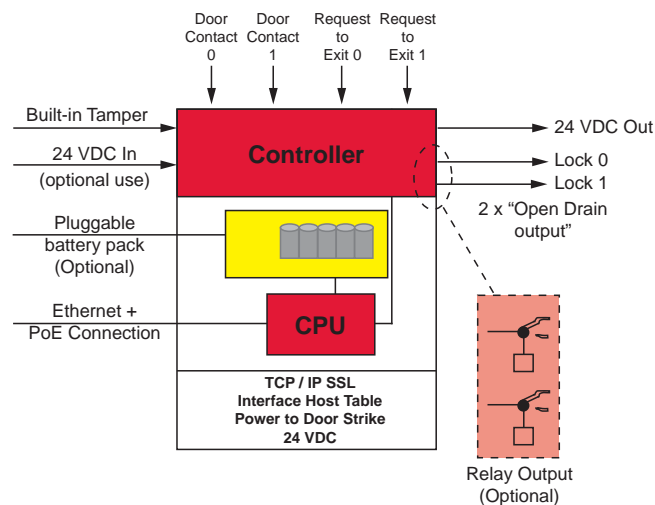 Door
Contact
0
Door
Contact
1
Request
to
Exit 0
Request
to
Exit 1
Built-in Tamper
24 VDC In
(optional use)
Controller
24 VDC Out
Lock 0
Lock 1
2 x “Open Drain
output”
Pluggable
battery pack
(Optional)
Ethernet +
PoE Connection
CPU
TCP / IP SSL
Interface Host Table
Power to Door Strike
24 VDC
Relay Output
(Optional)